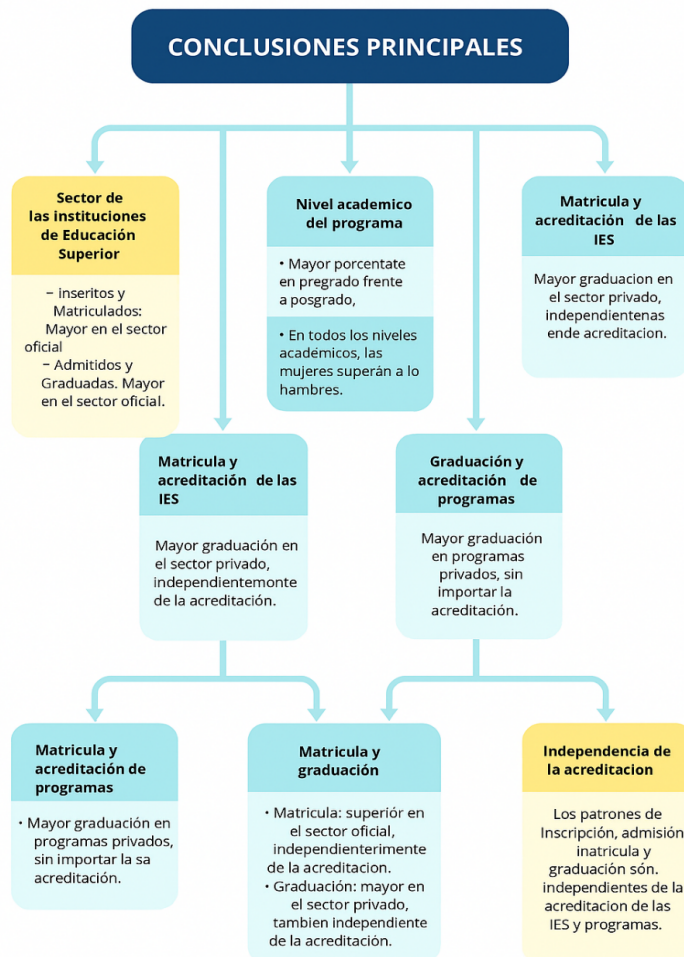 CONCLUSIONES PRINCIPALES
Sector de
las instituciones
de Educación
Superior
– inseritos y
Matriculados:
Mayor en el sector
oficial
– Admitidos y
Graduadas. Mayor
en el sector oficial.
Nivel academico
del programa
• Mayor porcentate
en pregrado frente
a posgrado,
• En todos los niveles
académicos, las
mujeres superán a lo
hambres.
Matricula y
acreditación de las
IES
Mayor graduacion en
el sector privado,
independientenas
ende acreditacion.
Matricula y
acreditación de las
IES
Mayor graduación en
el sector privado,
independientemonte
de la acreditación.
Graduación y
acreditación de
programas
Mayor graduación
en programas
privados, sin
importar la
acreditación.
Matricula y
acreditación de
programas
• Mayor graduación en
programas privados,
sin importar la sa
acreditación.
Matricula y
graduación
• Matricula: superiór en
el sector oficial,
independienterimente
de la acreditacion.
• Graduación: mayor en
el sector privado,
tambien independiente
de la acreditación.
Independencia de
la acreditacion
Los patrones de
Inscripción, admisión
inatricula y
graduación són.
independientes de la
acreditacion de las
IES y programas.